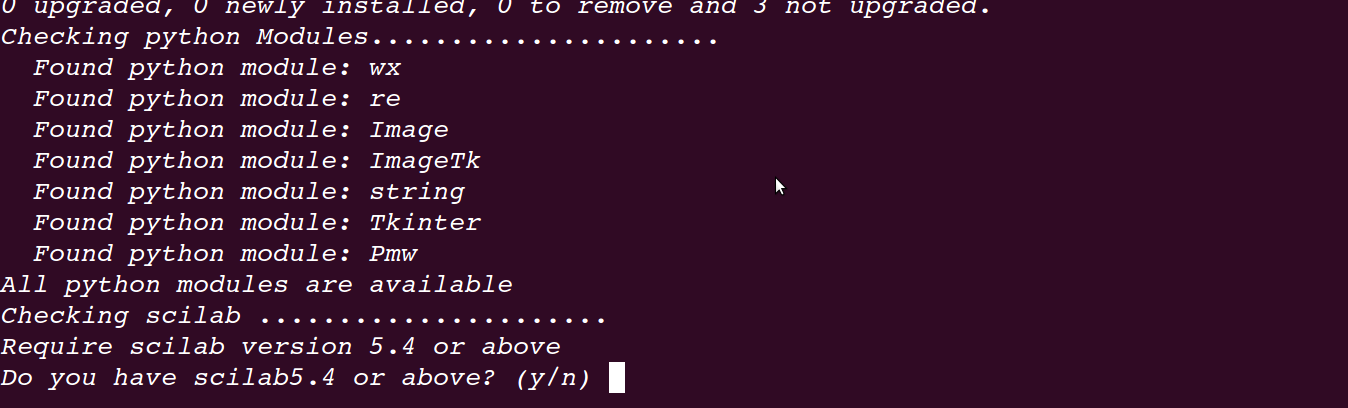 0 upgraded, 0 newly installed, 0 to remove and 3 not upgraded.
Checking python Modules......................
  Found python module: wx
  Found python module: re
  Found python module: Image
  Found python module: ImageTk
  Found python module: string
  Found python module: Tkinter
  Found python module: Pmw
All python modules are available
Checking scilab ......................
Require scilab version 5.4 or above
Do you have scilab5.4 or above? (y/n)